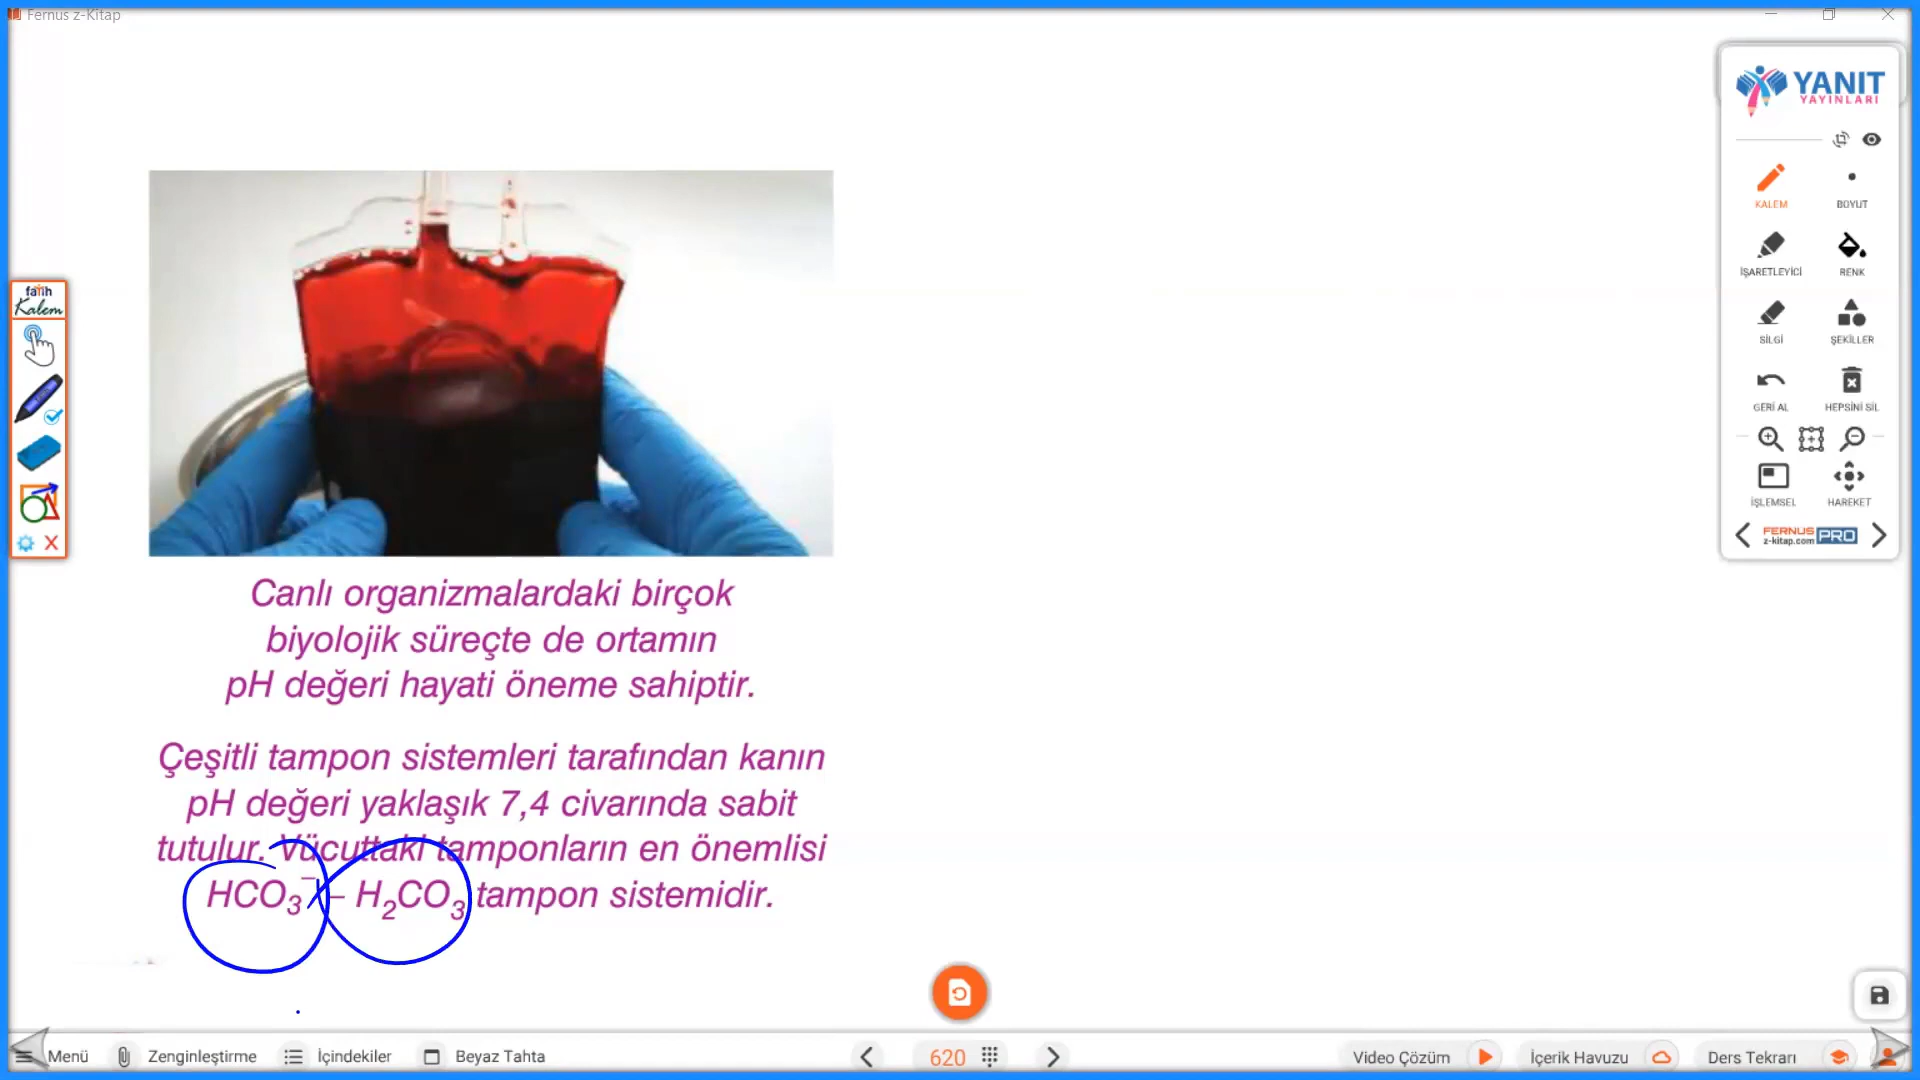 Fernus z-Kitap
YANIT
YAYINLARI
KALEM
BOYUT
İŞARETLEYİCİ
RENK
SİLGİ
ŞEKİLLER
GERİ AL
HEPSİNİ SİL
İŞLEMSEL
HAREKET
FERNUS
z-kitap.com
PRO
fatih
Kalem
Canlı organizmalardaki birçok
biyolojik süreçte de ortamın
pH değeri hayati öneme sahiptir.
Çeşitli tampon sistemleri tarafından kanın
pH değeri yaklaşık 7,4 civarında sabit
tutulur. Vücuttaki tamponların en önemlisi
HCO₃⁻ – H₂CO₃ tampon sistemidir.
Menü
Zenginleştirme
İçindekiler
Beyaz Tahta
620
Video Çözüm
İçerik Havuzu
Ders Tekrarı